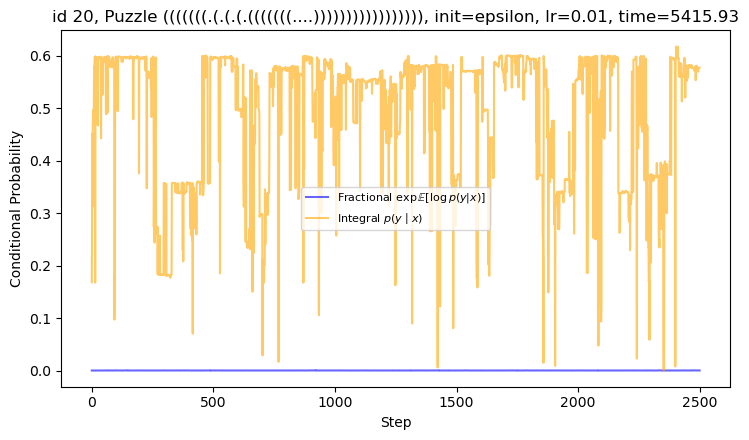 id 20, Puzzle (((((((.(.(.(.(((((((....))))))))))))))))), init=epsilon, lr=0.01, time=5415.93
Conditional Probability
0.6
0.5
0.4
0.3
0.2
0.1
0.0
Fractional exp𝔼[log p(y|x)]
Integral p(y | x)
0 500 1000 1500 2000 2500
Step